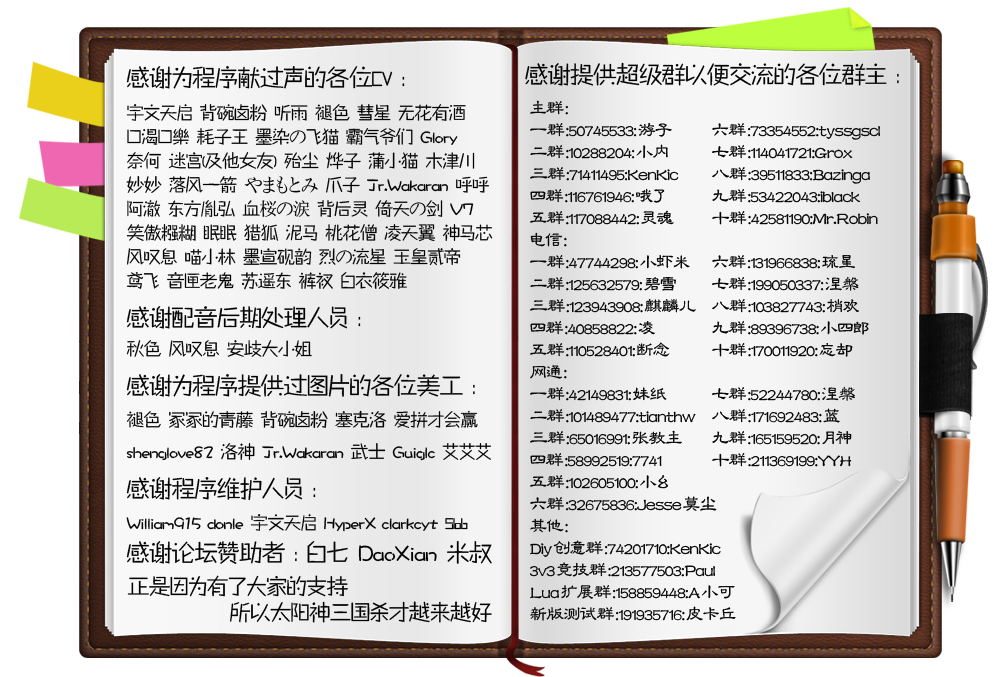 感谢为程序献过声的各位CV：
宇文天启 背碗卤粉 听雨 褪色 彗星 无花有酒
口渴口樂 耗子王 墨染の飞猫 霸气爷们 Glory
奈何 迷宫(及他女友) 殆尘 烨子 蒲小猫 木津川
妙妙 落风一箭 やまもとみ 爪子 Jr.Wakaran 呼呼
阿澈 东方胤弘 血桜の涙 背后灵 倚天の剑 V7
笑傲糨糊 眠眠 猎狐 泥马 桃花僧 凌天翼 神马芯
风叹息 喵小林 墨宣砚韵 烈の流星 玉皇贰帝
鸢飞 音匣老鬼 苏遥东 裤衩 白衣筱雅
感谢配音后期处理人员：
秋色 风叹息 安歧大小姐
感谢为程序提供过图片的各位美工：
褪色 冢冢的青藤 背碗卤粉 塞克洛 爱拼才会赢
shenglove82 洛神 Jr.Wakaran 武士 Guiglc 艾艾艾
感谢程序维护人员：
William915 donle 宇文天启 HyperX clarkcyt Slob
感谢论坛赞助者：白七 DaoXian 米叔
正是因为有了大家的支持
所以太阳神三国杀才越来越好
感谢提供超级群以便交流的各位群主：
主群:
一群:50745533:游子 六群:73354552:tyssgscl
二群:10288204:小内 七群:114041721:Grox
三群:71411495:KenKic 八群:39511833:Bazinga
四群:116761946:哦了 九群:53422043:iblack
五群:117088442:灵魂 十群:42581190:Mr.Robin
电信:
一群:47744298:小虾米 六群:131966838:琉星
二群:125632579:碧雪 七群:199050337:涅槃
三群:123943908:麒麟儿 八群:103827743:梢欢
四群:40858822:凌 九群:89396738:小四郎
五群:110528401:断念 十群:170011920:忘却
网通:
一群:42149831:妹纸 七群:52244780:涅槃
二群:101489477:tianthw 八群:171692483:蓝
三群:65016991:张教主 九群:165159520:月神
四群:58992519:7741 十群:211369199:YYH
五群:102605100:小幺
六群:32675836:Jesse莫尘
其他:
Diy创意群:74201710:KenKic
3v3竞技群:213577503:Paul
Lua扩展群:158859448:A小可
新版测试群:191935716:皮卡丘